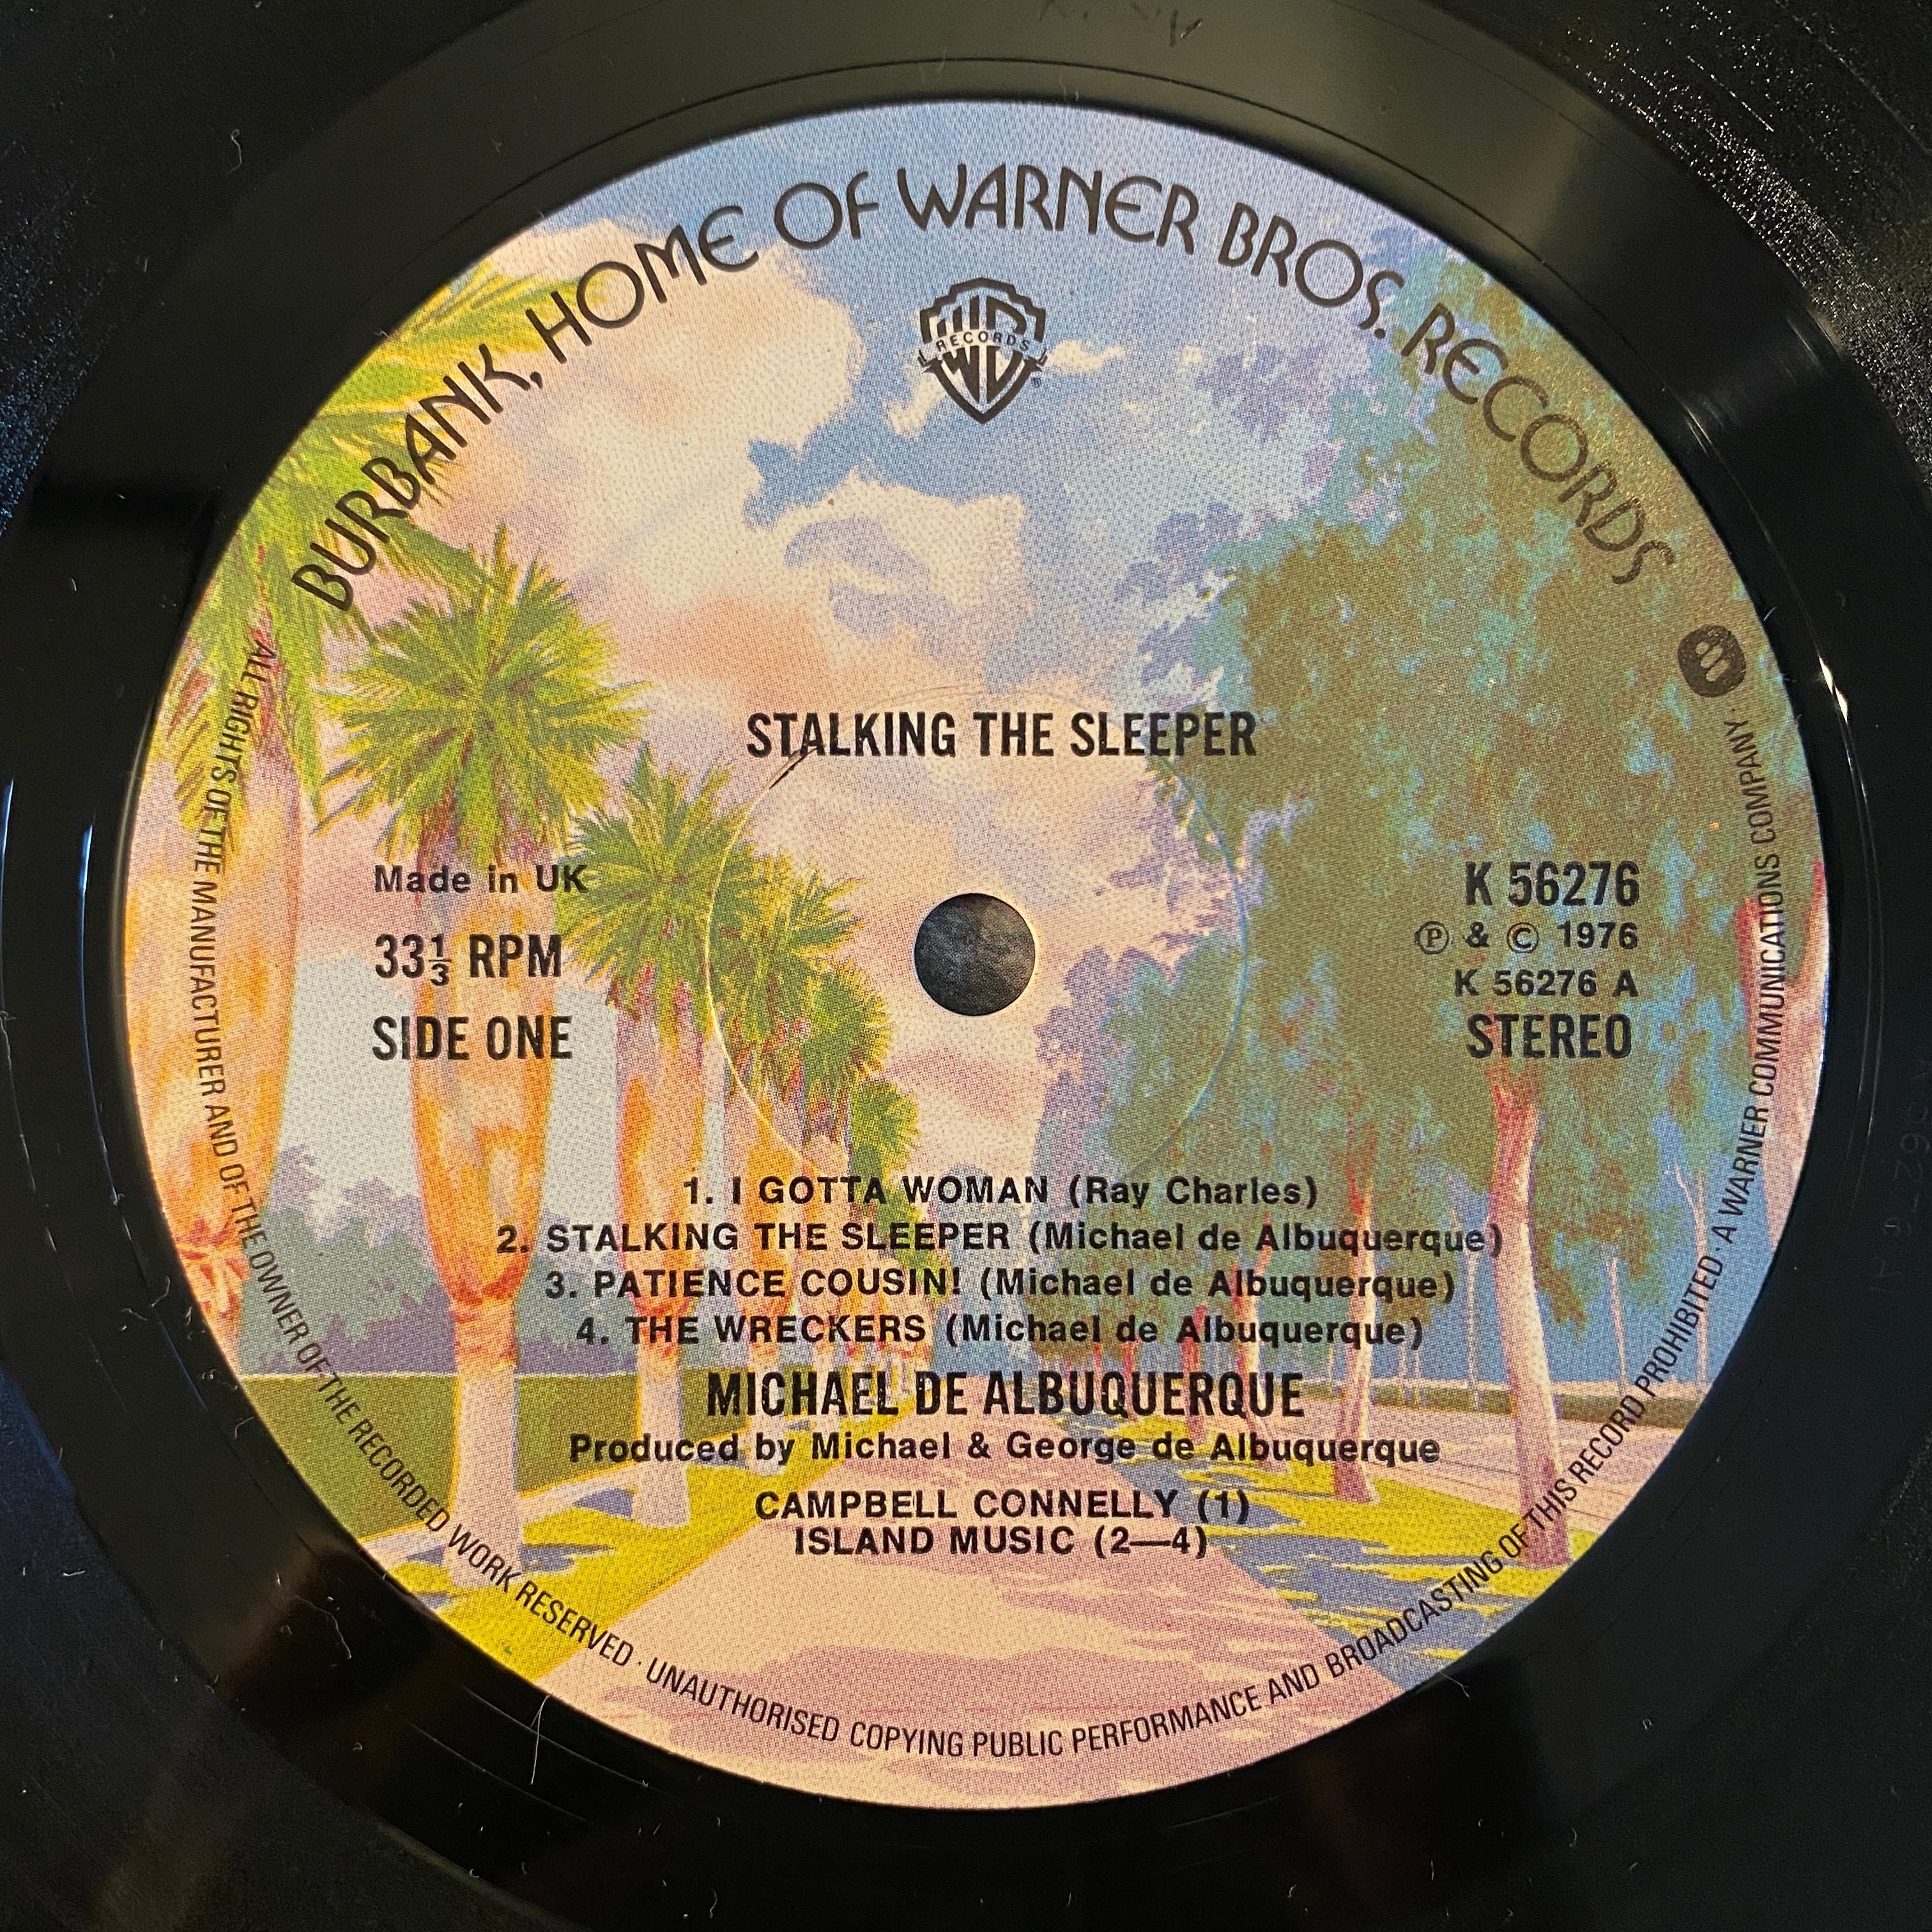 BURBANK, HOME OF WARNER BROS. RECORDS
WB
RECORDS
®
STALKING THE SLEEPER
Made in UK
33⅓ RPM
SIDE ONE
K 56276
Ⓟ & © 1976
K 56276 A
STEREO
1. I GOTTA WOMAN (Ray Charles)
2. STALKING THE SLEEPER (Michael de Albuquerque)
3. PATIENCE COUSIN! (Michael de Albuquerque)
4. THE WRECKERS (Michael de Albuquerque)
MICHAEL DE ALBUQUERQUE
Produced by Michael & George de Albuquerque
CAMPBELL CONNELLY (1)
ISLAND MUSIC (2—4)
ALL RIGHTS OF THE MANUFACTURER AND OF THE OWNER OF THE RECORDED WORK RESERVED · UNAUTHORISED COPYING PUBLIC PERFORMANCE AND BROADCASTING OF THIS RECORD PROHIBITED · A WARNER COMMUNICATIONS COMPANY ·